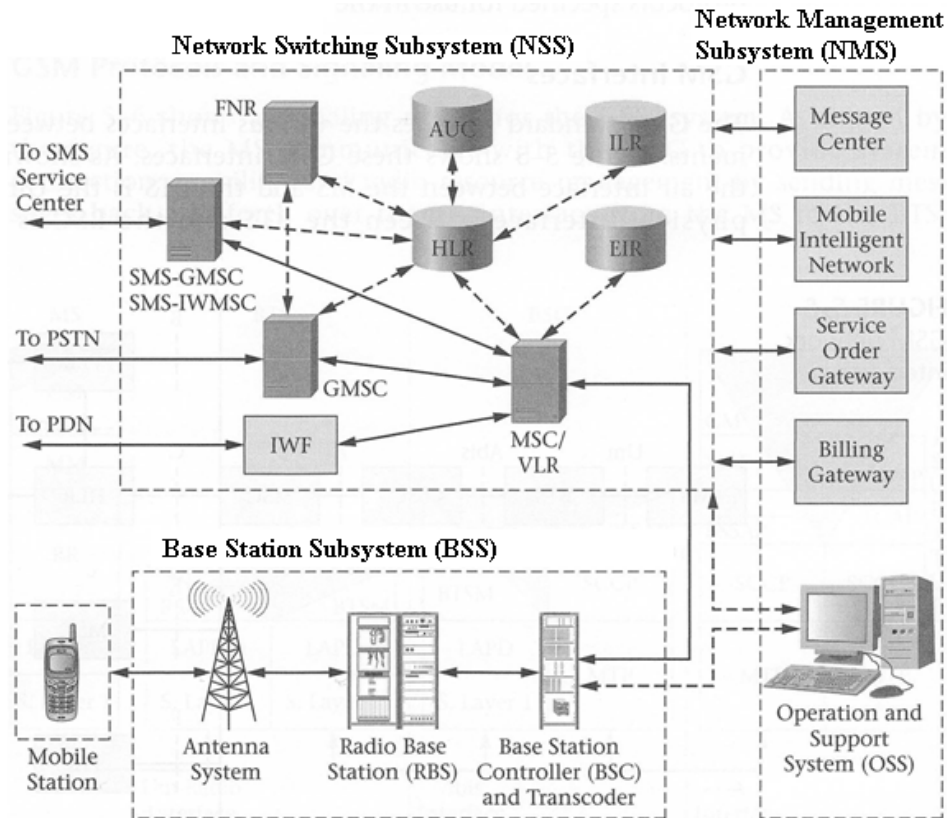 Network Switching Subsystem (NSS)
Network Management
Subsystem (NMS)
FNR
AUC
ILR
Message
Center
To SMS
Service
Center
HLR
EIR
Mobile
Intelligent
Network
SMS-GMSC
SMS-IWMSC
To PSTN
GMSC
Service
Order
Gateway
To PDN
IWF
MSC/
VLR
Billing
Gateway
Base Station Subsystem (BSS)
Mobile
Station
Antenna
System
Radio Base
Station (RBS)
Base Station
Controller (BSC)
and Transcoder
Operation and
Support
System (OSS)